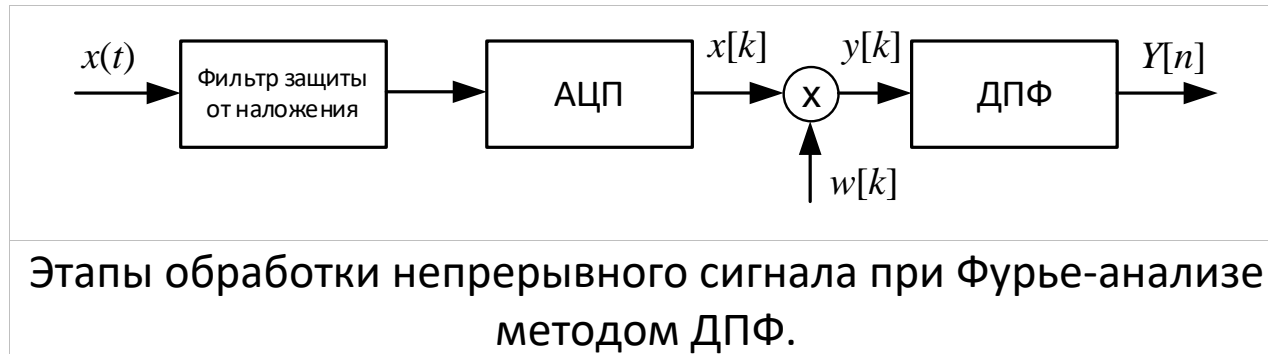 x(t)
Фильтр защиты
от наложения
АЦП
x[k]
x
y[k]
ДПФ
Y[n]
w[k]
Этапы обработки непрерывного сигнала при Фурье-анализе
методом ДПФ.